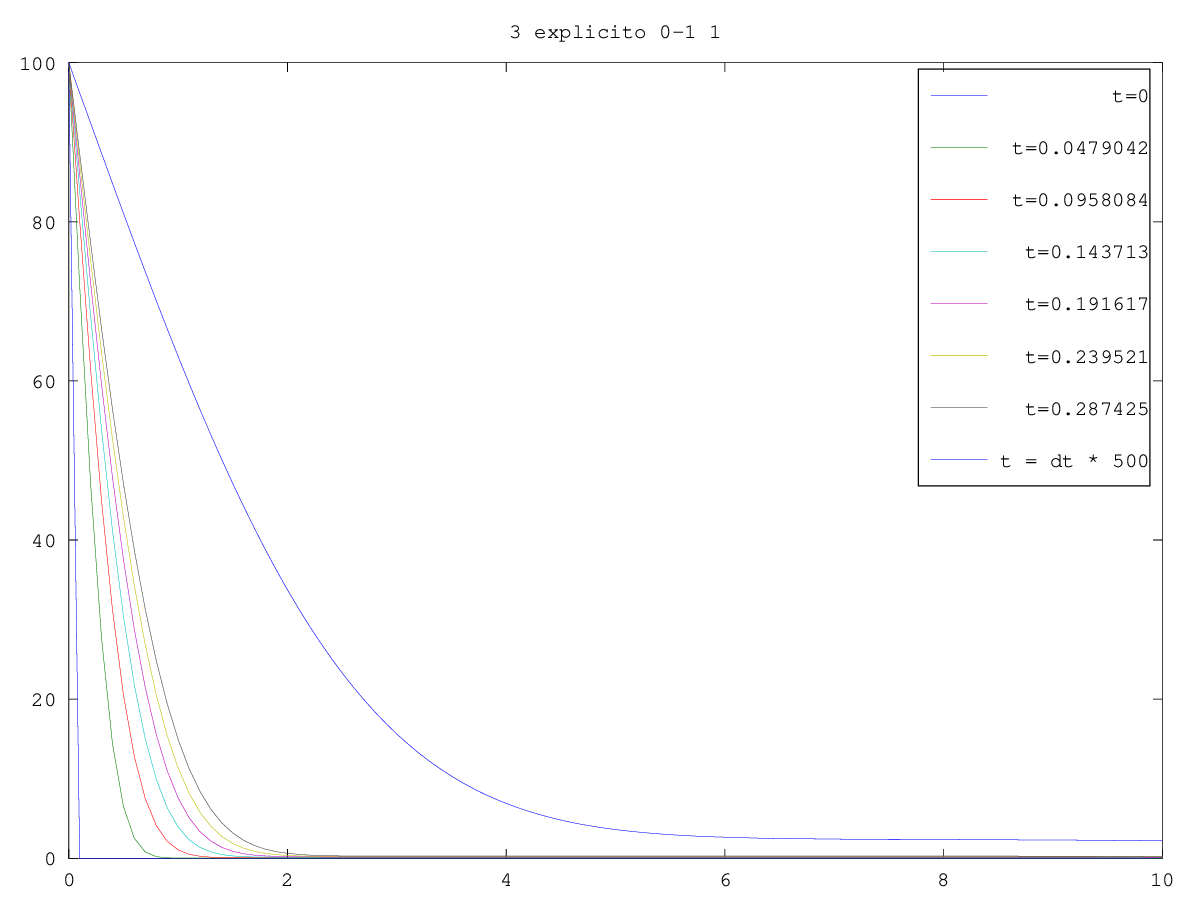 3 explicito 0-1 1
100
80
60
40
20
0
0 2 4 6 8 10
t=0
t=0.0479042
t=0.0958084
t=0.143713
t=0.191617
t=0.239521
t=0.287425
t = dt * 500